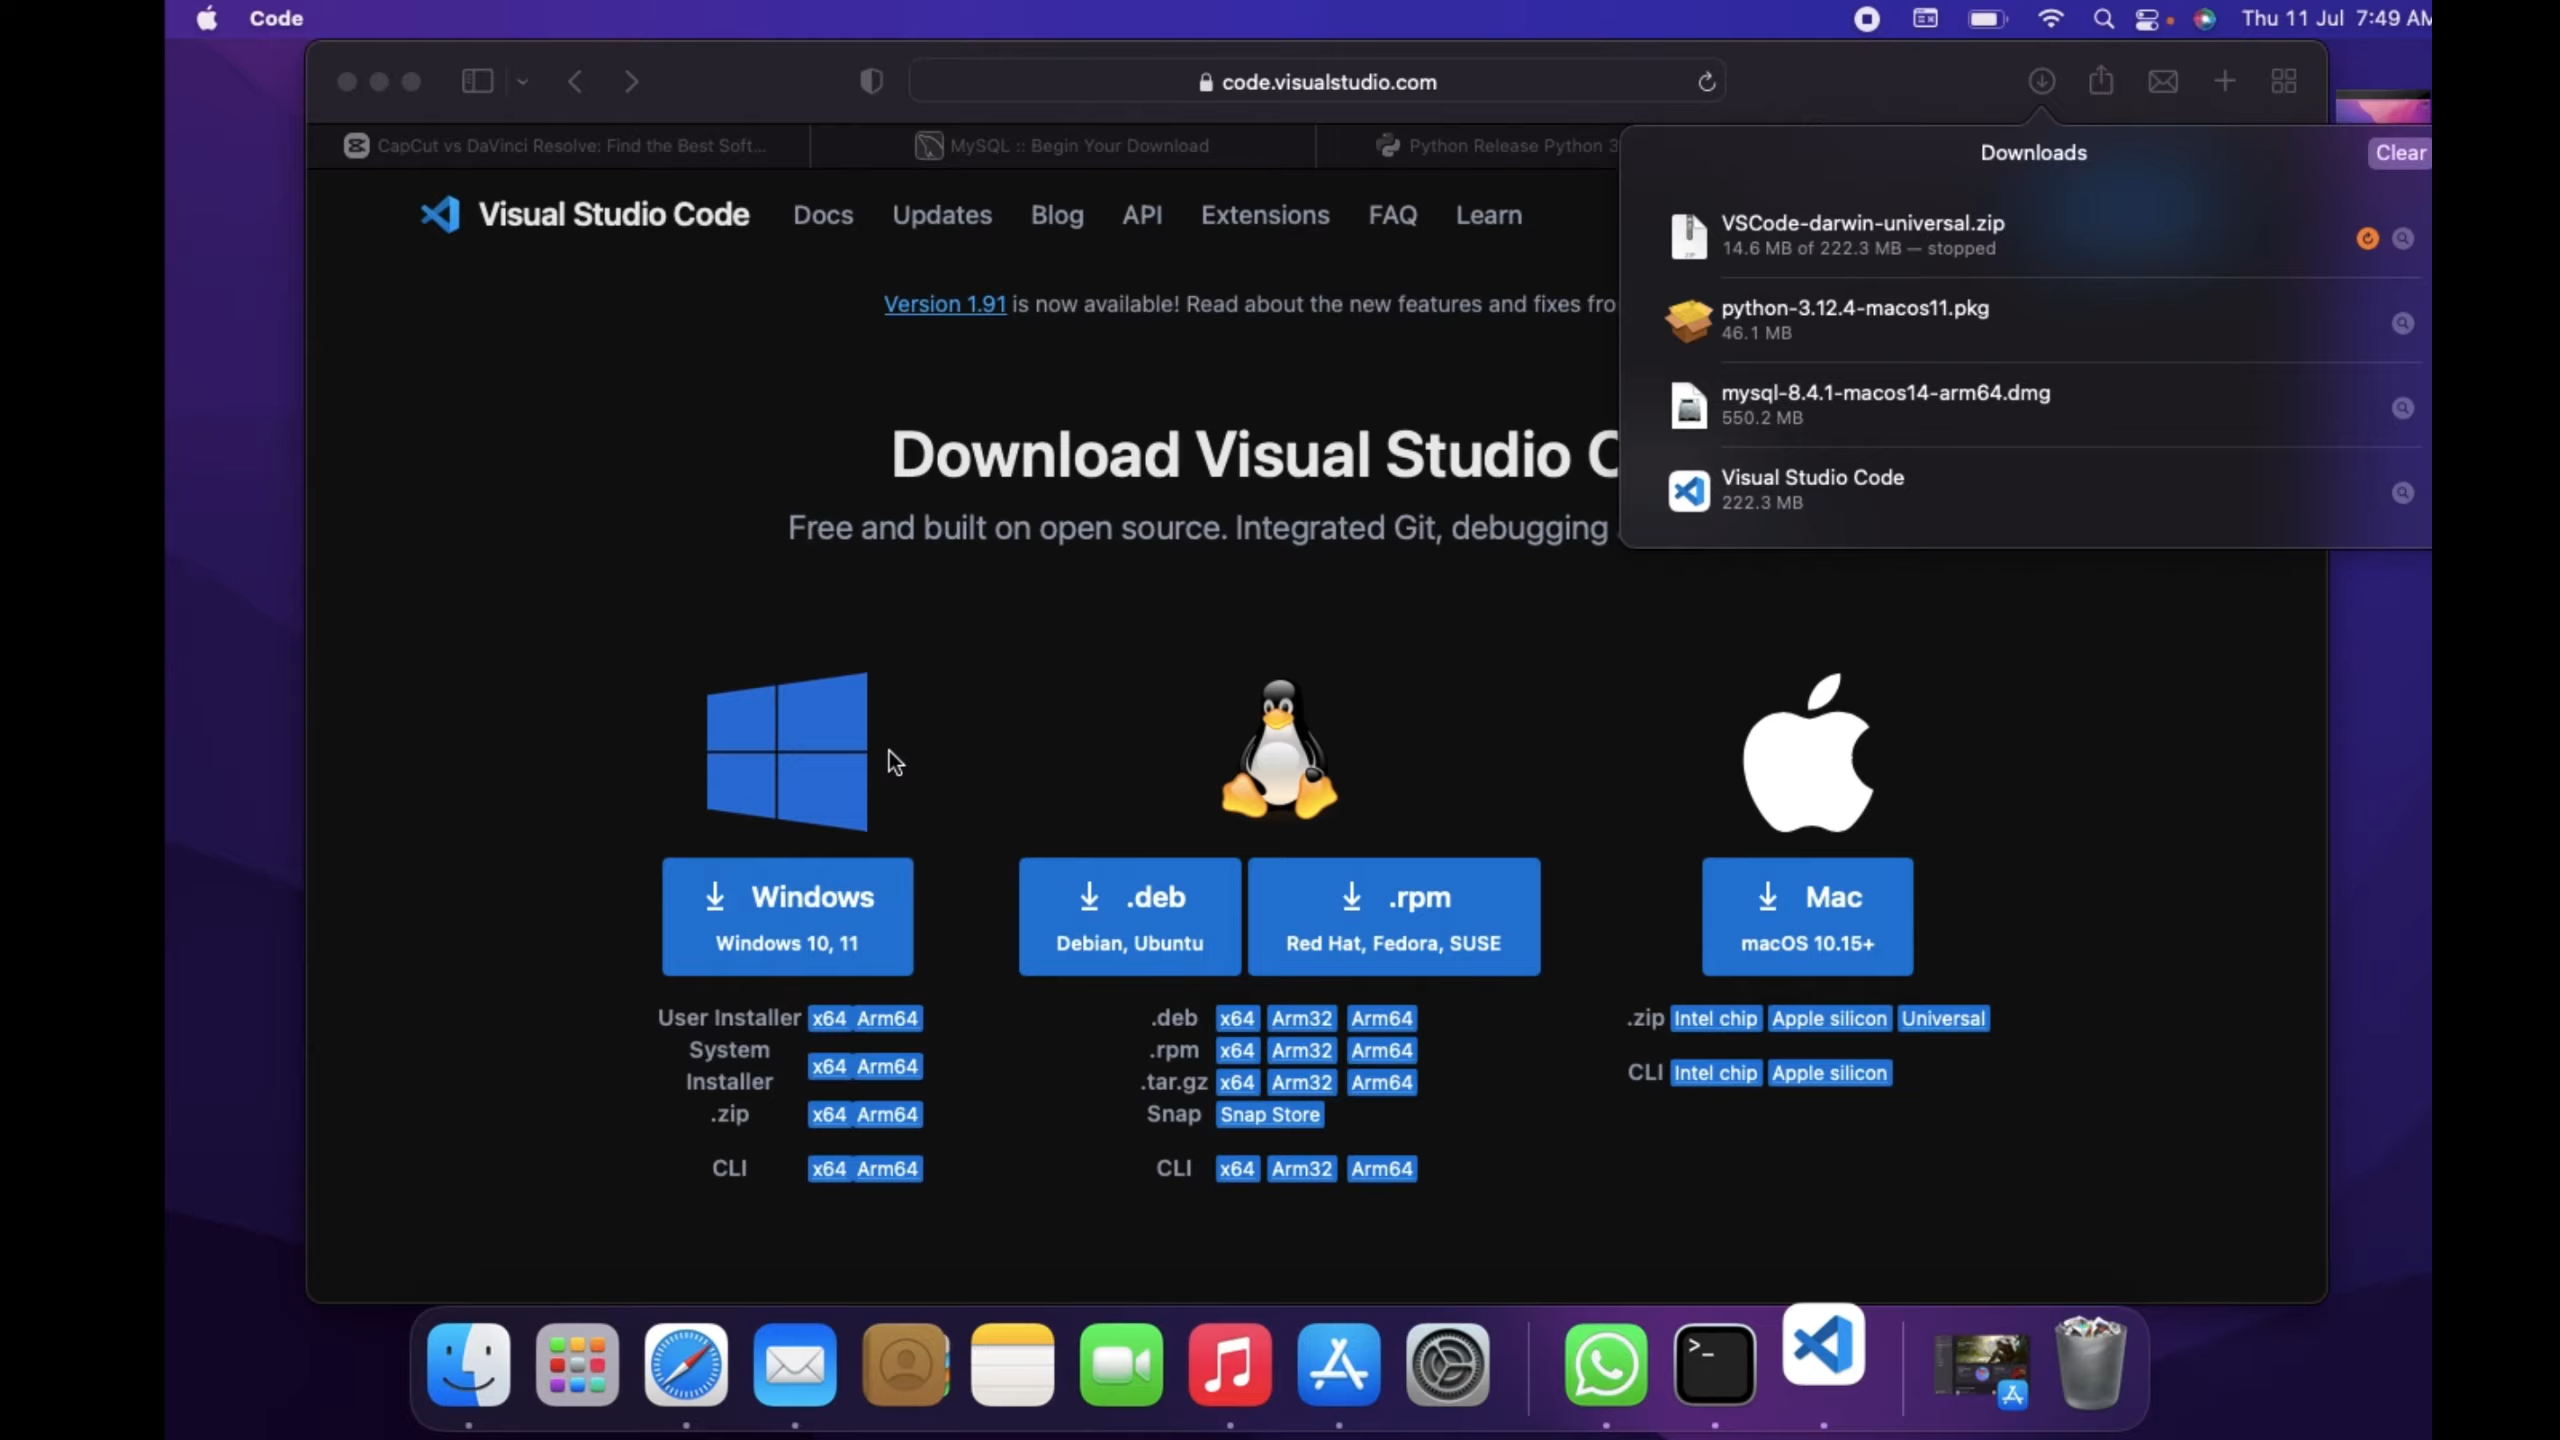 Code
Thu 11 Jul 7:49 AM
code.visualstudio.com
CapCut vs DaVinci Resolve: Find the Best Soft...
MySQL :: Begin Your Download
Python Release Python 3
Downloads
Clear
VSCode-darwin-universal.zip
14.6 MB of 222.3 MB — stopped
python-3.12.4-macos11.pkg
46.1 MB
mysql-8.4.1-macos14-arm64.dmg
550.2 MB
Visual Studio Code
222.3 MB
Visual Studio Code Docs Updates Blog API Extensions FAQ Learn
Version 1.91 is now available! Read about the new features and fixes fro
Download Visual Studio C
Free and built on open source. Integrated Git, debugging
Windows
Windows 10, 11
User Installer x64 Arm64
System Installer x64 Arm64
.zip x64 Arm64
CLI x64 Arm64
.deb
Debian, Ubuntu
.rpm
Red Hat, Fedora, SUSE
.deb x64 Arm32 Arm64
.rpm x64 Arm32 Arm64
.tar.gz x64 Arm32 Arm64
Snap Snap Store
CLI x64 Arm32 Arm64
Mac
macOS 10.15+
.zip Intel chip Apple silicon Universal
CLI Intel chip Apple silicon